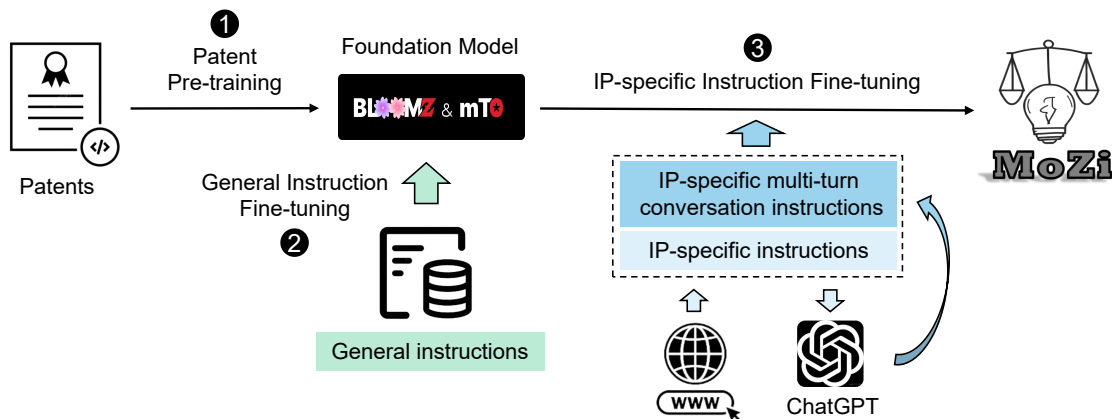 1
Patent
Pre-training
Patents
</>
Foundation Model
BLOOMZ & mT0
General Instruction
Fine-tuning
2
General instructions
3
IP-specific Instruction Fine-tuning
IP-specific multi-turn
conversation instructions
IP-specific instructions
WWW
ChatGPT
MoZi